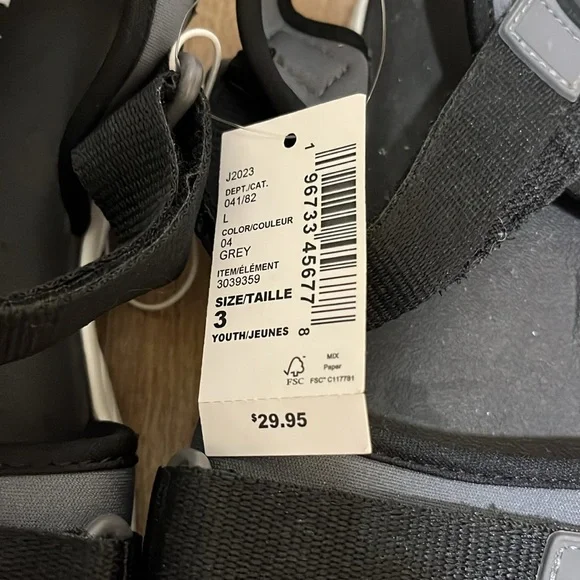 J2023
DEPT./CAT.
041/82
L
COLOR/COULEUR
04
GREY
ITEM/ÉLÉMENT
3039359
SIZE/TAILLE
3
YOUTH/JEUNES
1 96733 45677 8
FSC
MIX
Paper
FSC™ C117791
$29.95